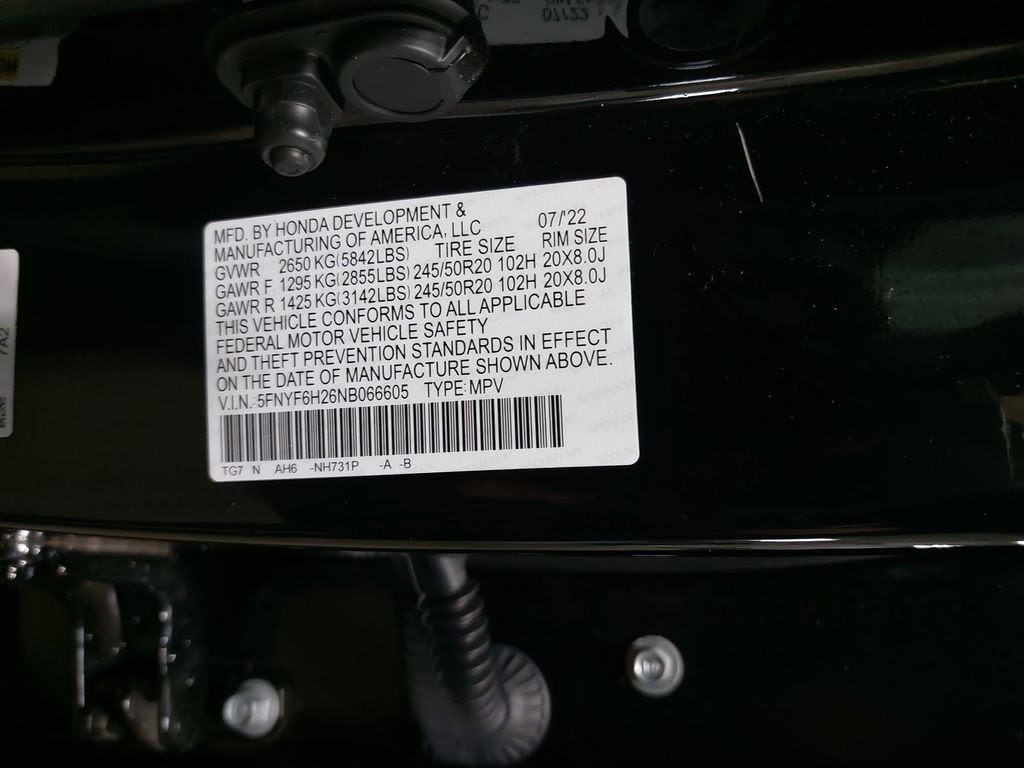 MFD. BY HONDA DEVELOPMENT & 07/'22
MANUFACTURING OF AMERICA, LLC
GVWR 2650 KG(5842LBS) TIRE SIZE RIM SIZE
GAWR F 1295 KG(2855LBS) 245/50R20 102H 20X8.0J
GAWR R 1425 KG(3142LBS) 245/50R20 102H 20X8.0J
THIS VEHICLE CONFORMS TO ALL APPLICABLE
FEDERAL MOTOR VEHICLE SAFETY
AND THEFT PREVENTION STANDARDS IN EFFECT
ON THE DATE OF MANUFACTURE SHOWN ABOVE.
V.I.N.: 5FNYF6H26NB066605 TYPE: MPV
TG7 N AH6 -NH731P -A -B